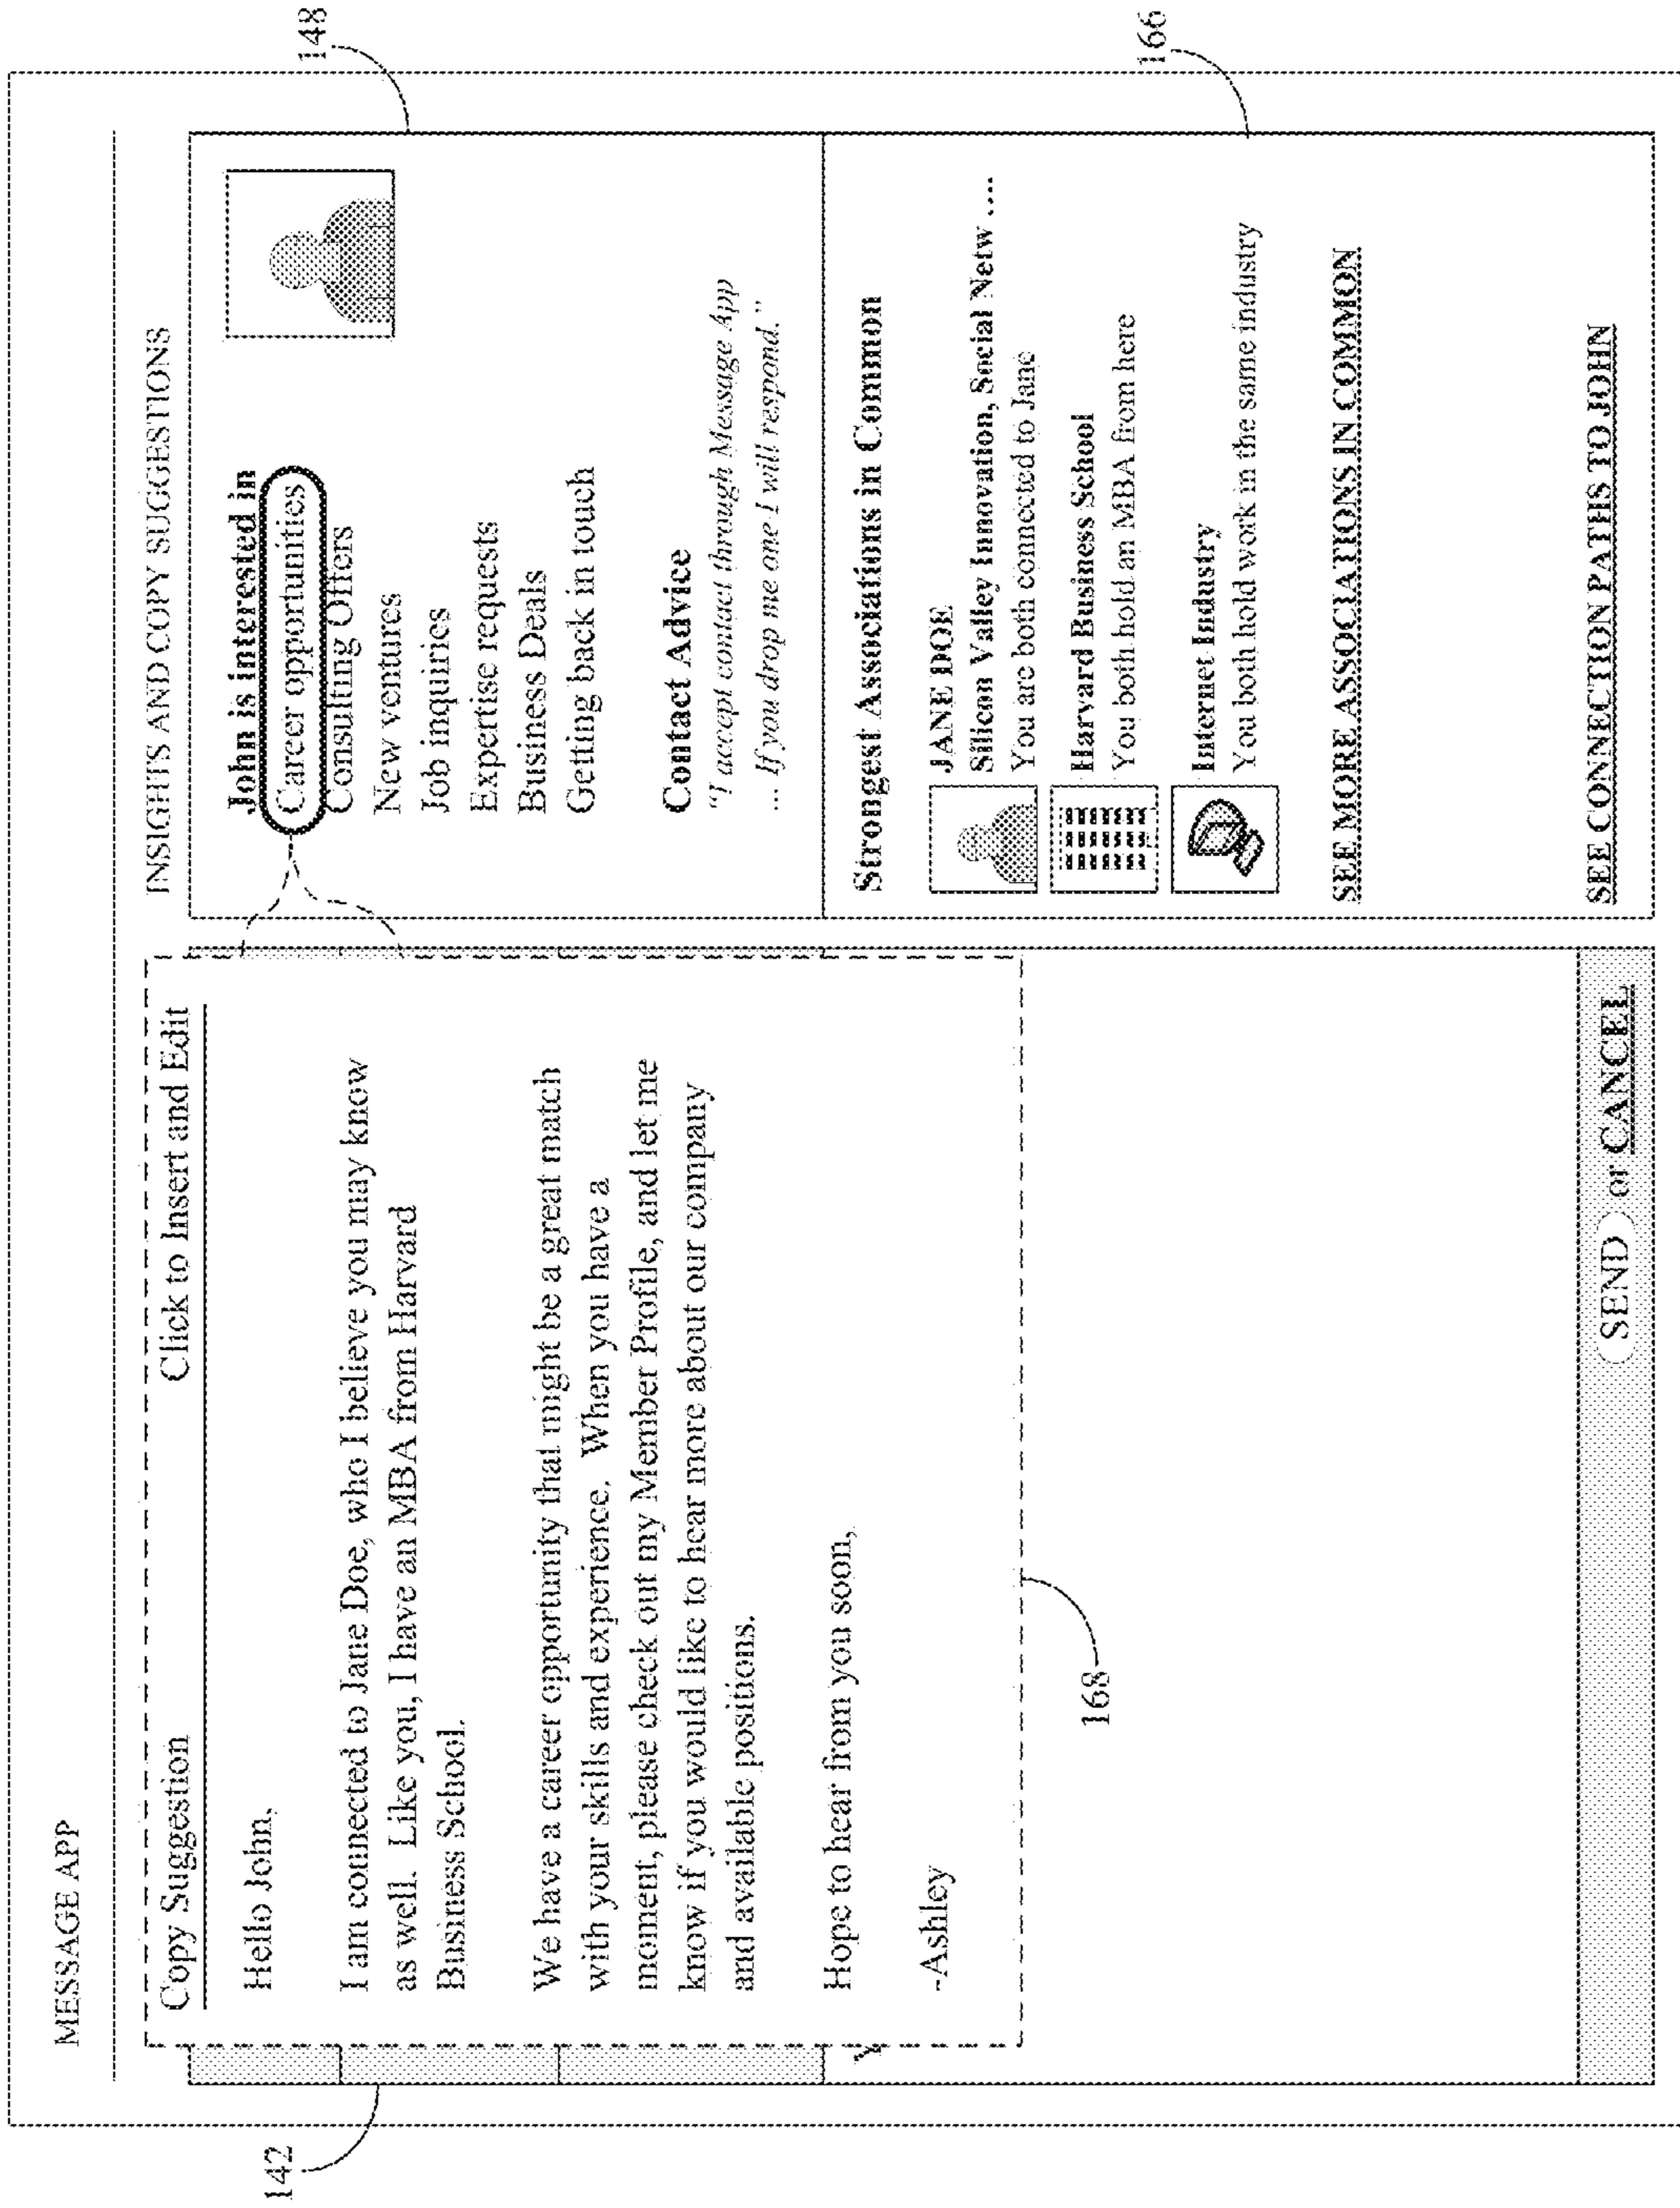 MESSAGE APP
142
Copy Suggestion
Click to Insert and Edit
Hello John,
I am connected to Jane Doe, who I believe you may know
as well. Like you, I have an MBA from Harvard
Business School.
We have a career opportunity that might be a great match
with your skills and experience. When you have a
moment, please check out my Member Profile, and let me
know if you would like to hear more about our company
and available positions.
Hope to hear from you soon,
-Ashley
Y
168
SEND or CANCEL
INSIGHTS AND COPY SUGGESTIONS
148
John is interested in
Career opportunities
Consulting Offers
New ventures
Job inquiries
Expertise requests
Business Deals
Getting back in touch
Contact Advice
"I accept contact through Message App
... If you drop me one I will respond."
166
Strongest Associations in Common
JANE DOE
Silicon Valley Innovation, Social Netw ....
You are both connected to Jane
Harvard Business School
You both hold an MBA from here
Internet Industry
You both hold work in the same industry
SEE MORE ASSOCIATIONS IN COMMON
SEE CONNECTION PATHS TO JOHN